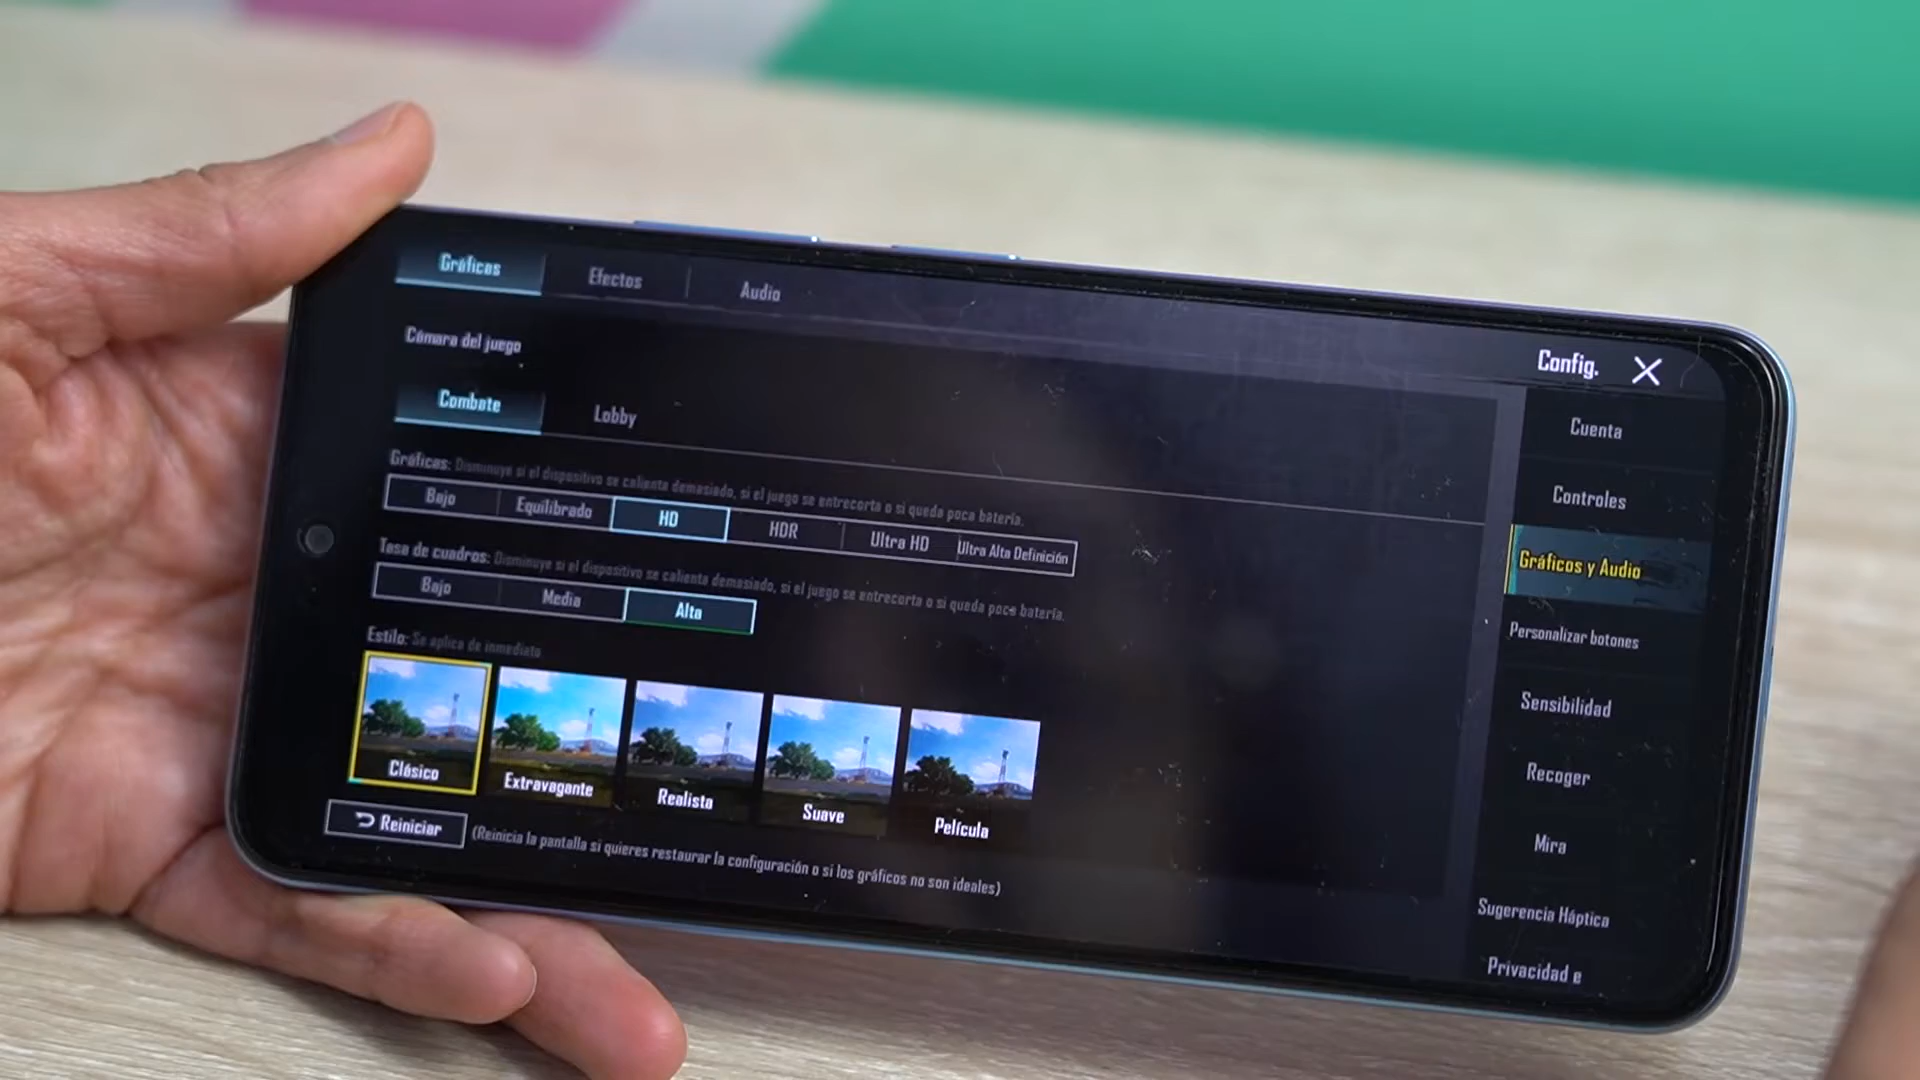 Gráficos Efectos Audio
Config.
Cámara del juego
Combate Lobby
Gráficas: Disminuye si el dispositivo se calienta demasiado, si el juego se entrecorta o si queda poca batería.
Bajo Equilibrado HD HDR Ultra HD Ultra Alta Definición
Tasa de cuadros: Disminuye si el dispositivo se calienta demasiado, si el juego se entrecorta o si queda poca batería.
Bajo Media Alta
Estilo: Se aplica de inmediato
Clásico Extravagante Realista Suave Película
Reiniciar (Reinicia la pantalla si quieres restaurar la configuración o si los gráficos no son ideales)
Cuenta
Controles
Gráficos y Audio
Personalizar botones
Sensibilidad
Recoger
Mira
Sugerencia Háptica
Privacidad e